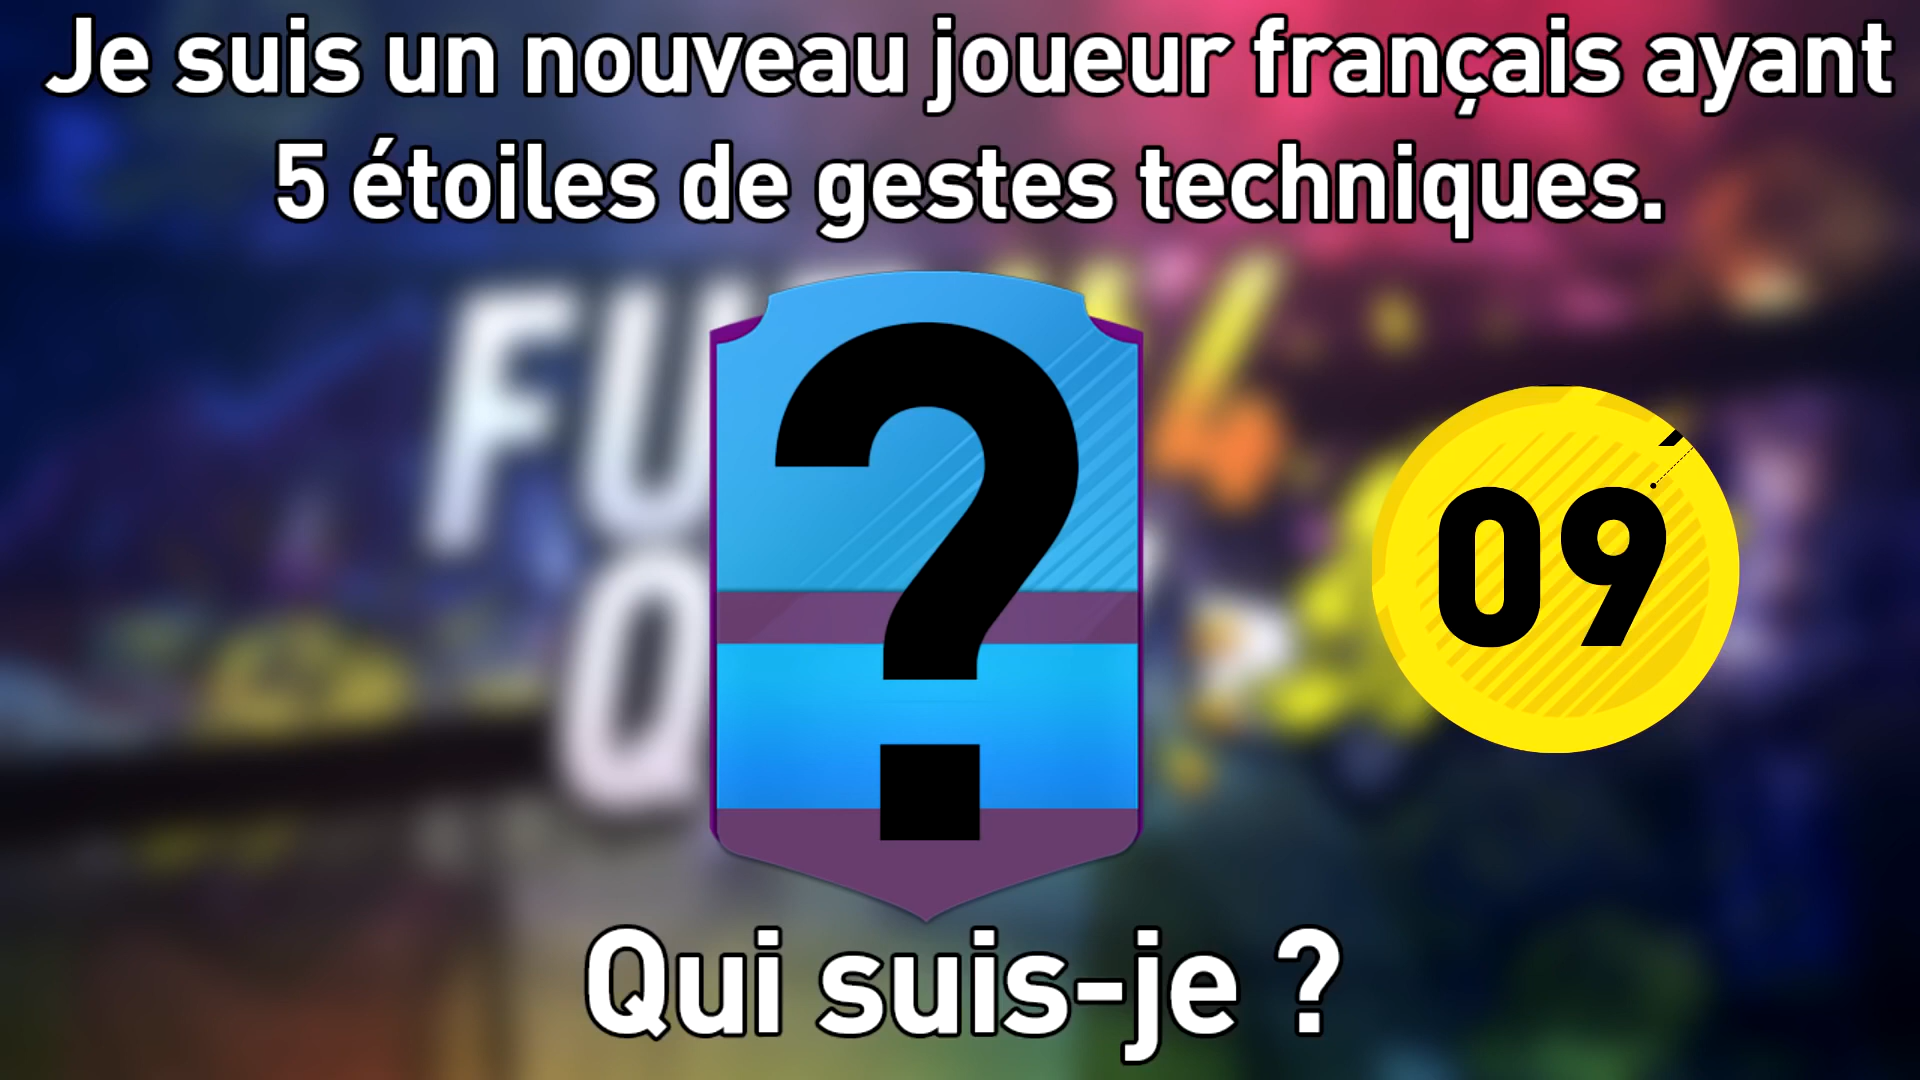 Je suis un nouveau joueur français ayant
5 étoiles de gestes techniques.
09
Qui suis-je ?